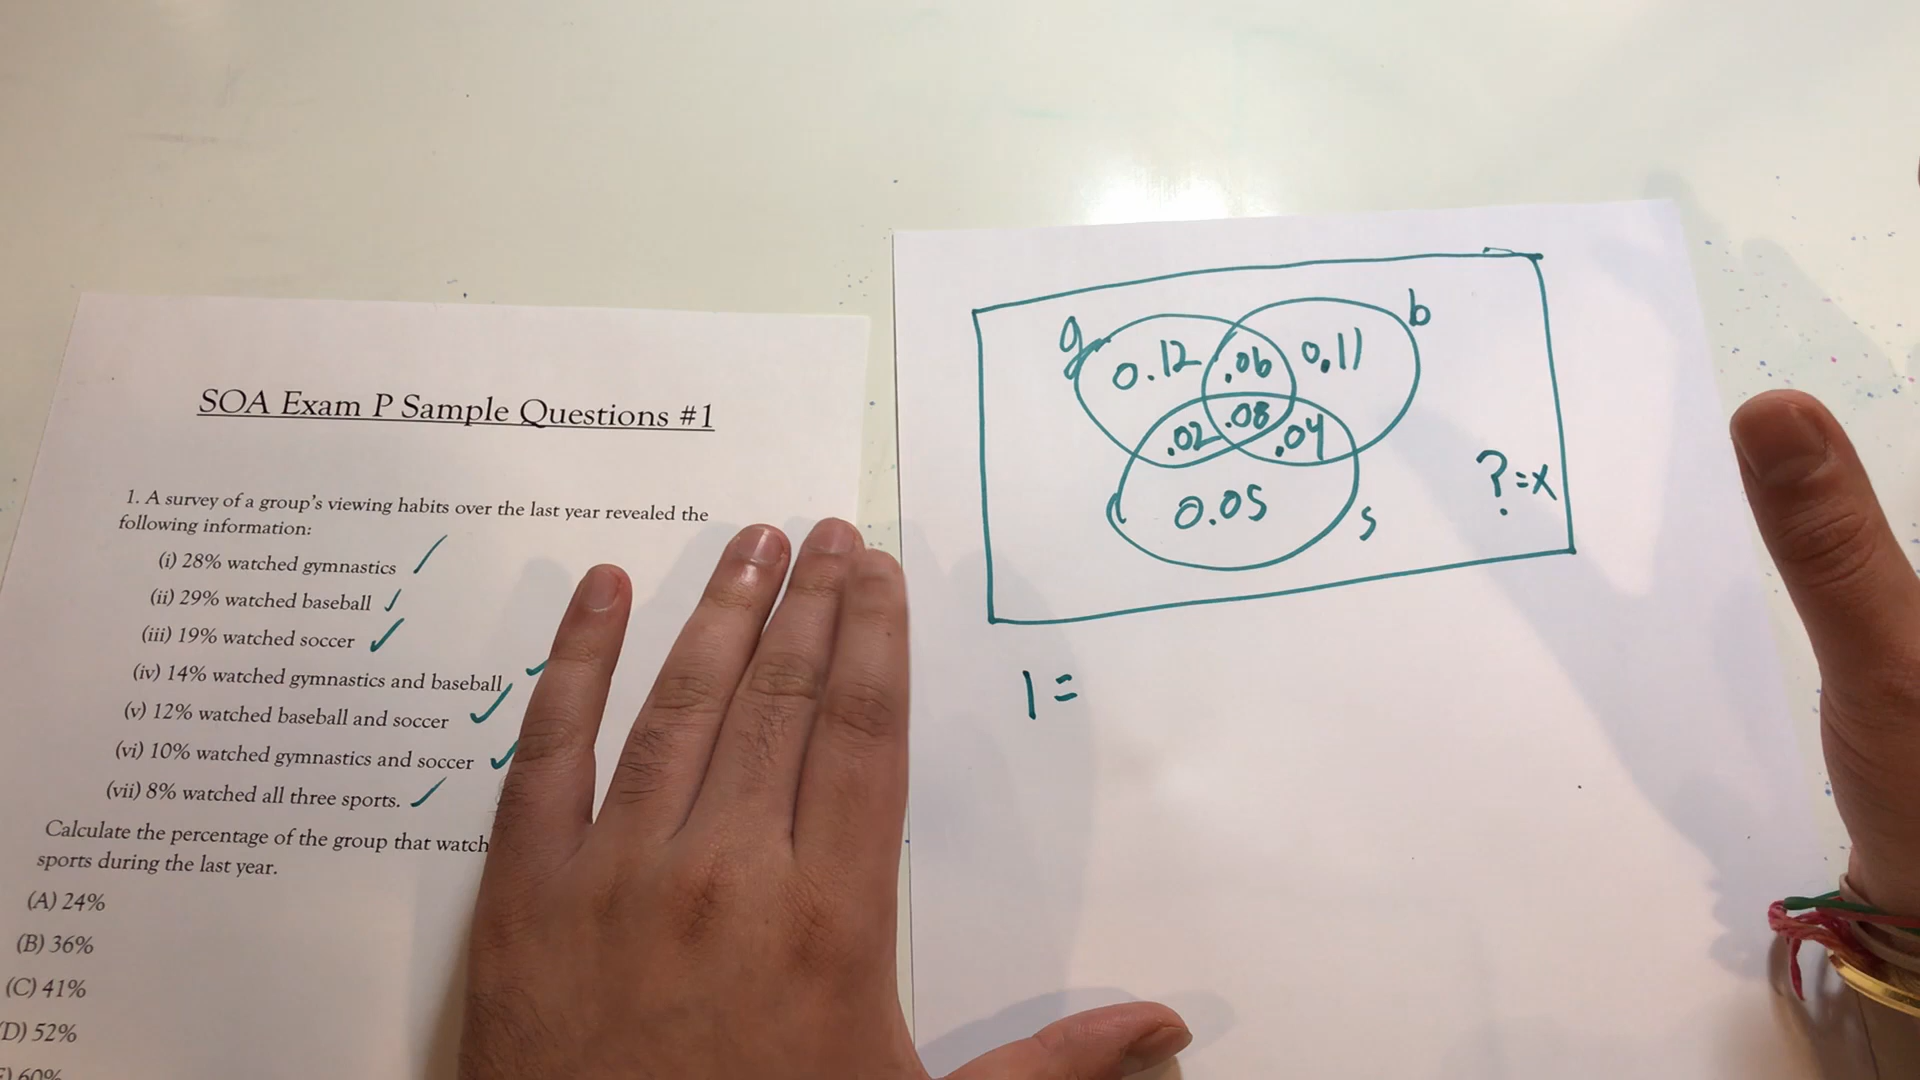 SOA Exam P Sample Questions #1
1. A survey of a group's viewing habits over the last year revealed the
following information:
(i) 28% watched gymnastics
(ii) 29% watched baseball
(iii) 19% watched soccer
(iv) 14% watched gymnastics and baseball
(v) 12% watched baseball and soccer
(vi) 10% watched gymnastics and soccer
(vii) 8% watched all three sports.
Calculate the percentage of the group that watch
sports during the last year.
(A) 24%
(B) 36%
(C) 41%
D) 52%
) 60%
g b
0.12 .06 0.11
.02 .08 .04
0.05 s ?=x
1 =